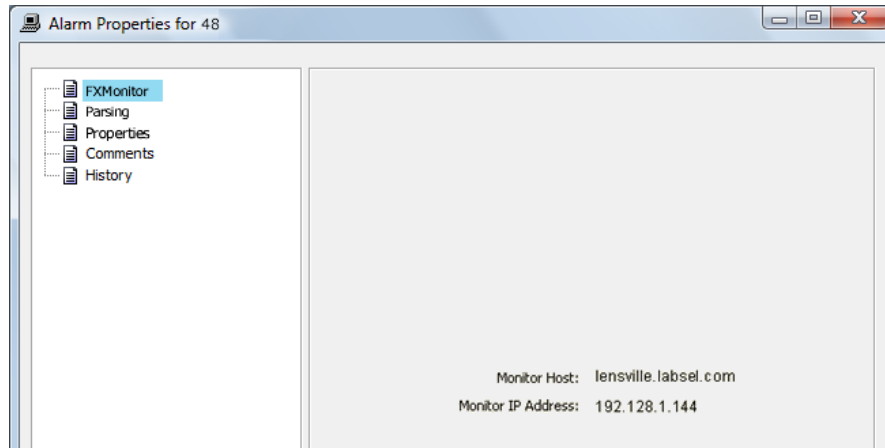 Alarm Properties for 48
FXMonitor
Parsing
Properties
Comments
History
Monitor Host: lensville.labsel.com
Monitor IP Address: 192.128.1.144